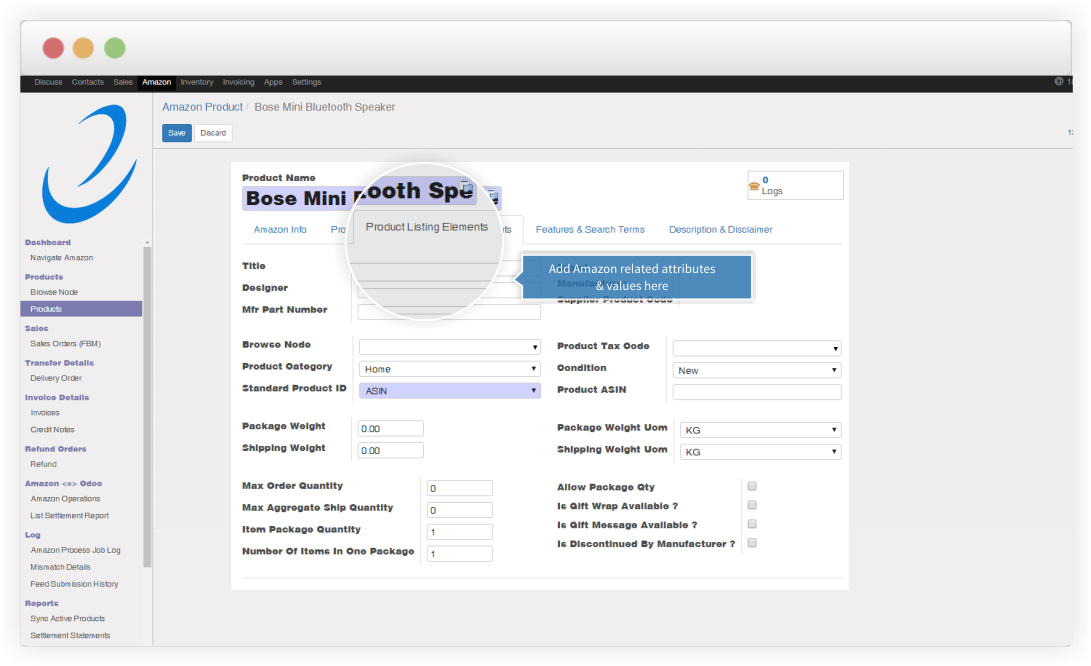 Discuss Contacts Sales Amazon Inventory Invoicing Apps Settings @
Amazon Product / Bose Mini Bluetooth Speaker
Save Discard
Product Name
Bose Mini
ooth Spe
0
Logs
Amazon Info Pro
Product Listing Elements
ts Features & Search Terms Description & Disclaimer
Title
Add Amazon related attributes
& values here
Designer
Supplier Product Code
Mfr Part Number
Browse Node
Product Tax Code
Product Category Home
Condition New
Standard Product ID ASIN
Product ASIN
Package Weight 0.00
Package Weight Uom KG
Shipping Weight 0.00
Shipping Weight Uom KG
Max Order Quantity 0
Allow Package Qty
Max Aggregate Ship Quantity 0
Is Gift Wrap Available ?
Item Package Quantity 1
Is Gift Message Available ?
Number Of Items In One Package 1
Is Discontinued By Manufacturer ?
Dashboard
Navigate Amazon
Products
Browse Node
Products
Sales
Sales Orders (FBM)
Transfer Details
Delivery Order
Invoice Details
Invoices
Credit Notes
Refund Orders
Refund
Amazon <=> Odoo
Amazon Operations
List Settlement Report
Log
Amazon Process Job Log
Mismatch Details
Feed Submission History
Reports
Sync Active Products
Settlement Statements